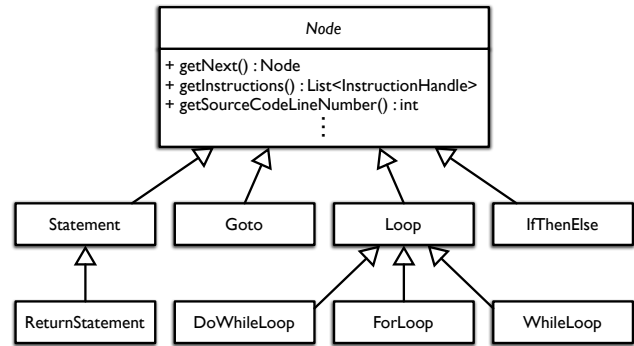 Node
+ getNext() : Node
+ getInstructions() : List<InstructionHandle>
+ getSourceCodeLineNumber() : int
⋮
Statement
Goto
Loop
IfThenElse
ReturnStatement
DoWhileLoop
ForLoop
WhileLoop